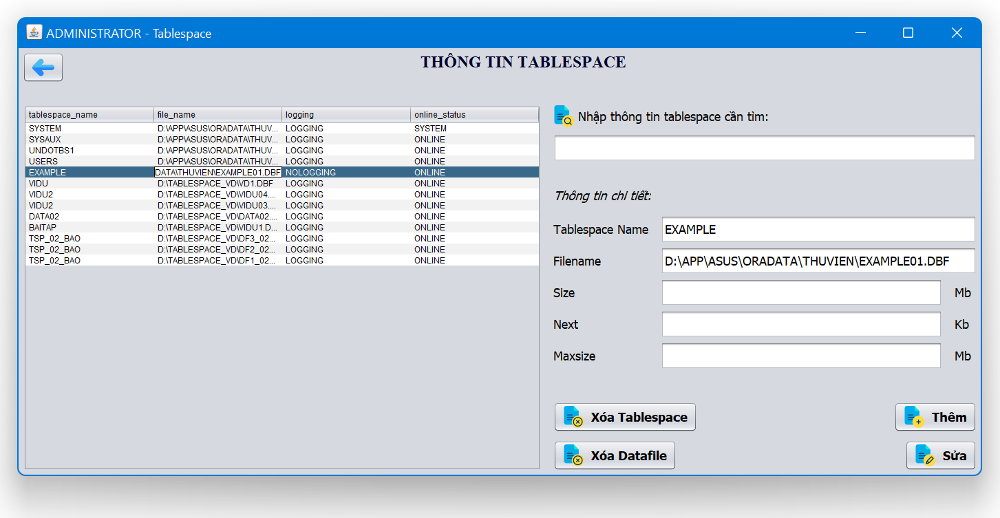 ADMINISTRATOR - Tablespace
THÔNG TIN TABLESPACE
tablespace_name file_name logging online_status
SYSTEM D:\APP\ASUS\ORADATA\THUV... LOGGING SYSTEM
SYSAUX D:\APP\ASUS\ORADATA\THUV... LOGGING ONLINE
UNDOTBS1 D:\APP\ASUS\ORADATA\THUV... LOGGING ONLINE
USERS D:\APP\ASUS\ORADATA\THUV... LOGGING ONLINE
EXAMPLE DATA\THUVIEN\EXAMPLE01.DBF NOLOGGING ONLINE
VIDU D:\TABLESPACE_VD\VD1.DBF LOGGING ONLINE
VIDU2 D:\TABLESPACE_VD\VIDU04.... LOGGING ONLINE
VIDU2 D:\TABLESPACE_VD\VIDU03.... LOGGING ONLINE
DATA02 D:\TABLESPACE_VD\DATA02.... LOGGING ONLINE
BAITAP D:\TABLESPACE_VD\VIDU1.D... LOGGING ONLINE
TSP_02_BAO D:\TABLESPACE_VD\DF3_02... LOGGING ONLINE
TSP_02_BAO D:\TABLESPACE_VD\DF2_02... LOGGING ONLINE
TSP_02_BAO D:\TABLESPACE_VD\DF1_02... LOGGING ONLINE
Nhập thông tin tablespace cần tìm:
Thông tin chi tiết:
Tablespace Name EXAMPLE
Filename D:\APP\ASUS\ORADATA\THUVIEN\EXAMPLE01.DBF
Size Mb
Next Kb
Maxsize Mb
Xóa Tablespace Thêm
Xóa Datafile Sửa